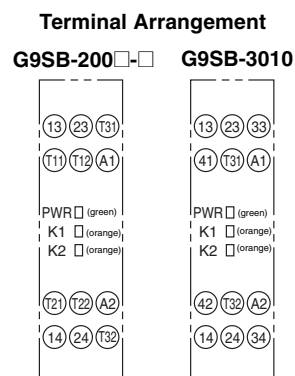 Terminal Arrangement
G9SB-200□-□ G9SB-3010
13 23 T31
T11 T12 A1
PWR (green)
K1 (orange)
K2 (orange)
T21 T22 A2
14 24 T32
13 23 33
41 T31 A1
PWR (green)
K1 (orange)
K2 (orange)
42 T32 A2
14 24 34